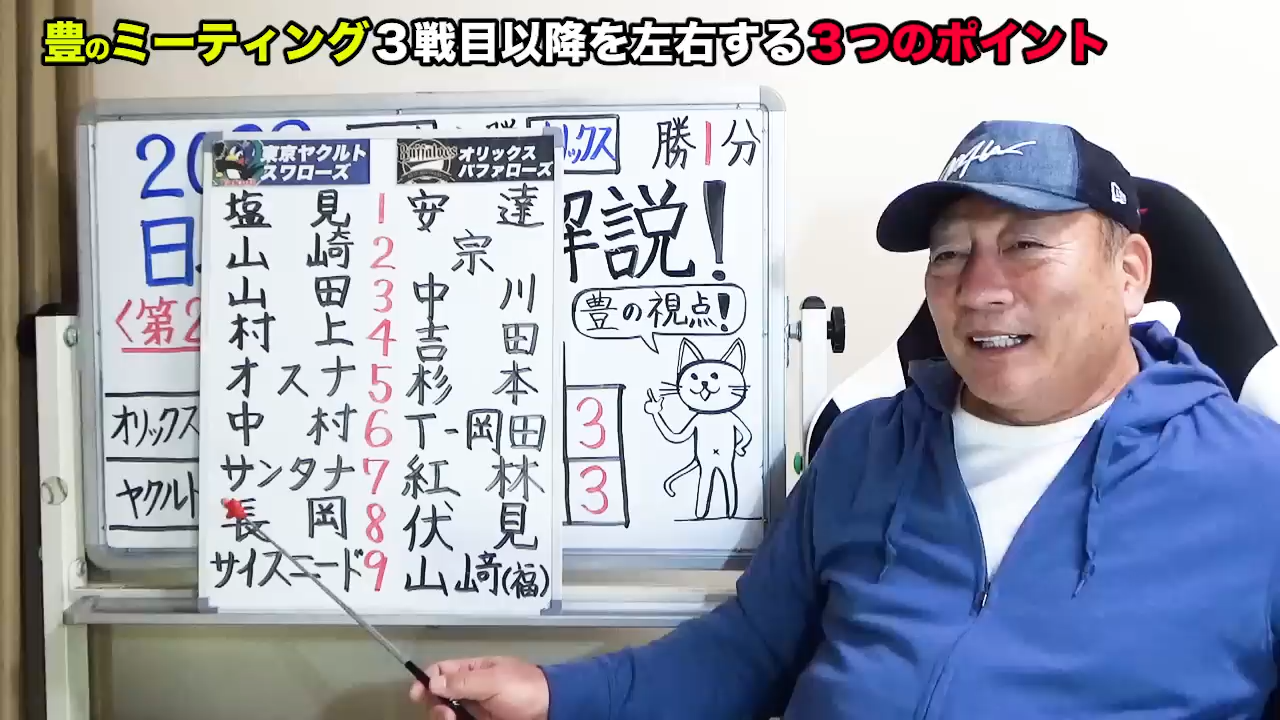 豊のミーティング3戦目以降を左右する3つのポイント
東京ヤクルトスワローズ
オリックスバファローズ
塩見 1 安達
山崎 2 宗
山田 3 中川
村上 4 吉田
オスナ 5 杉本
中村 6 T-岡田
サンタナ 7 紅林
長岡 8 伏見
サイスニード 9 山﨑(福)
勝1分
解説!
日
<第2
豊の視点!
オリックス 3
ヤクルト 3